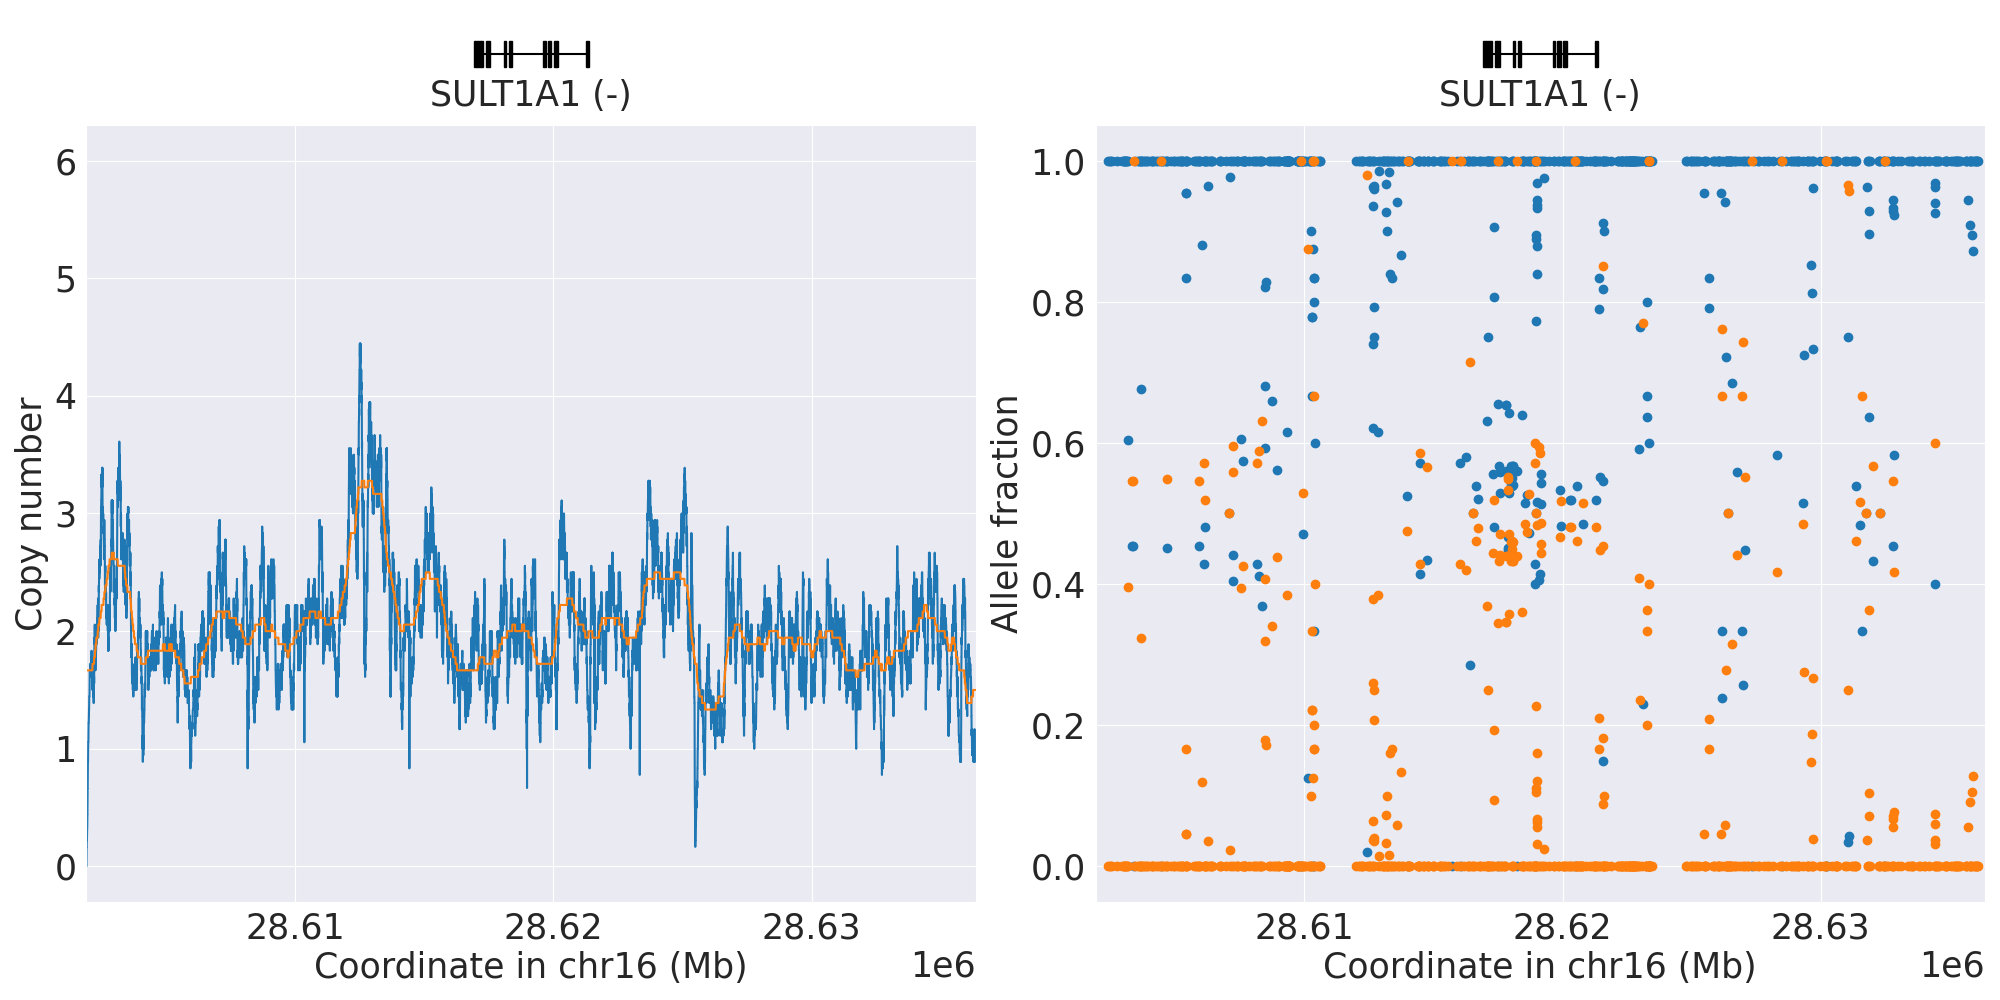 SULT1A1 (-)
6
5
4
3
2
1
0
Copy number
28.61
28.62
28.63
Coordinate in chr16 (Mb)
1e6
SULT1A1 (-)
1.0
0.8
0.6
0.4
0.2
0.0
Allele fraction
28.61
28.62
28.63
Coordinate in chr16 (Mb)
1e6